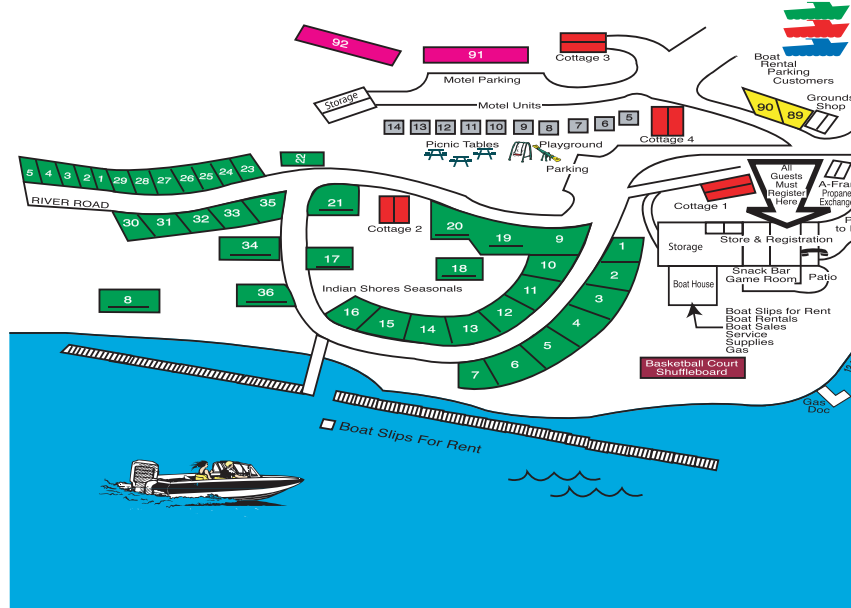 92
91
Cottage 3
Boat
Rental
Parking
Customers
Motel Parking
Storage
Motel Units
90
89
Grounds
Shop
14
13
12
11
10
9
8
7
6
5
Cottage 4
Picnic Tables
Playground
Parking
22
5
4
3
2
1
29
28
27
26
25
24
23
RIVER ROAD
30
31
32
33
35
21
Cottage 2
20
19
9
Cottage 1
All
Guests
Must
Register
Here
A-Fra
Propane
Exchange
34
17
18
10
1
2
3
4
5
6
7
Storage
Store & Registration
Snack Bar
Game Room
Patio
Boat House
8
36
Indian Shores Seasonals
11
12
13
14
15
16
Boat Slips for Rent
Boat Rentals
Boat Sales
Service
Supplies
Gas
Basketball Court
Shuffleboard
Gas
Doc
Boat Slips For Rent